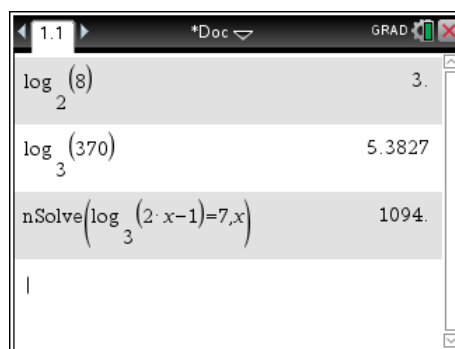 1.1 *Doc GRAD
log₂(8) 3.
log₃(370) 5.3827
nSolve(log₃(2·x−1)=7,x) 1094.